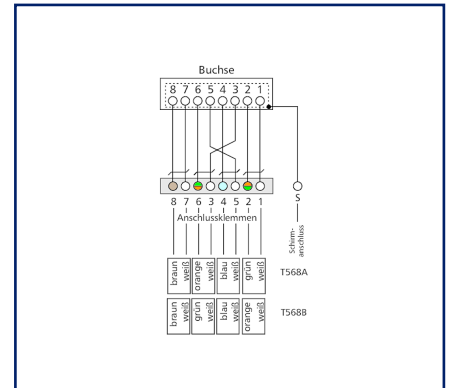 Buchse
8 7 6 5 4 3 2 1
S
8 7 6 3 4 5 2 1
Anschlussklemmen
Schirm-
anschluss
braun weiß orange weiß blau weiß grün weiß T568A
braun weiß grün weiß blau weiß orange weiß T568B